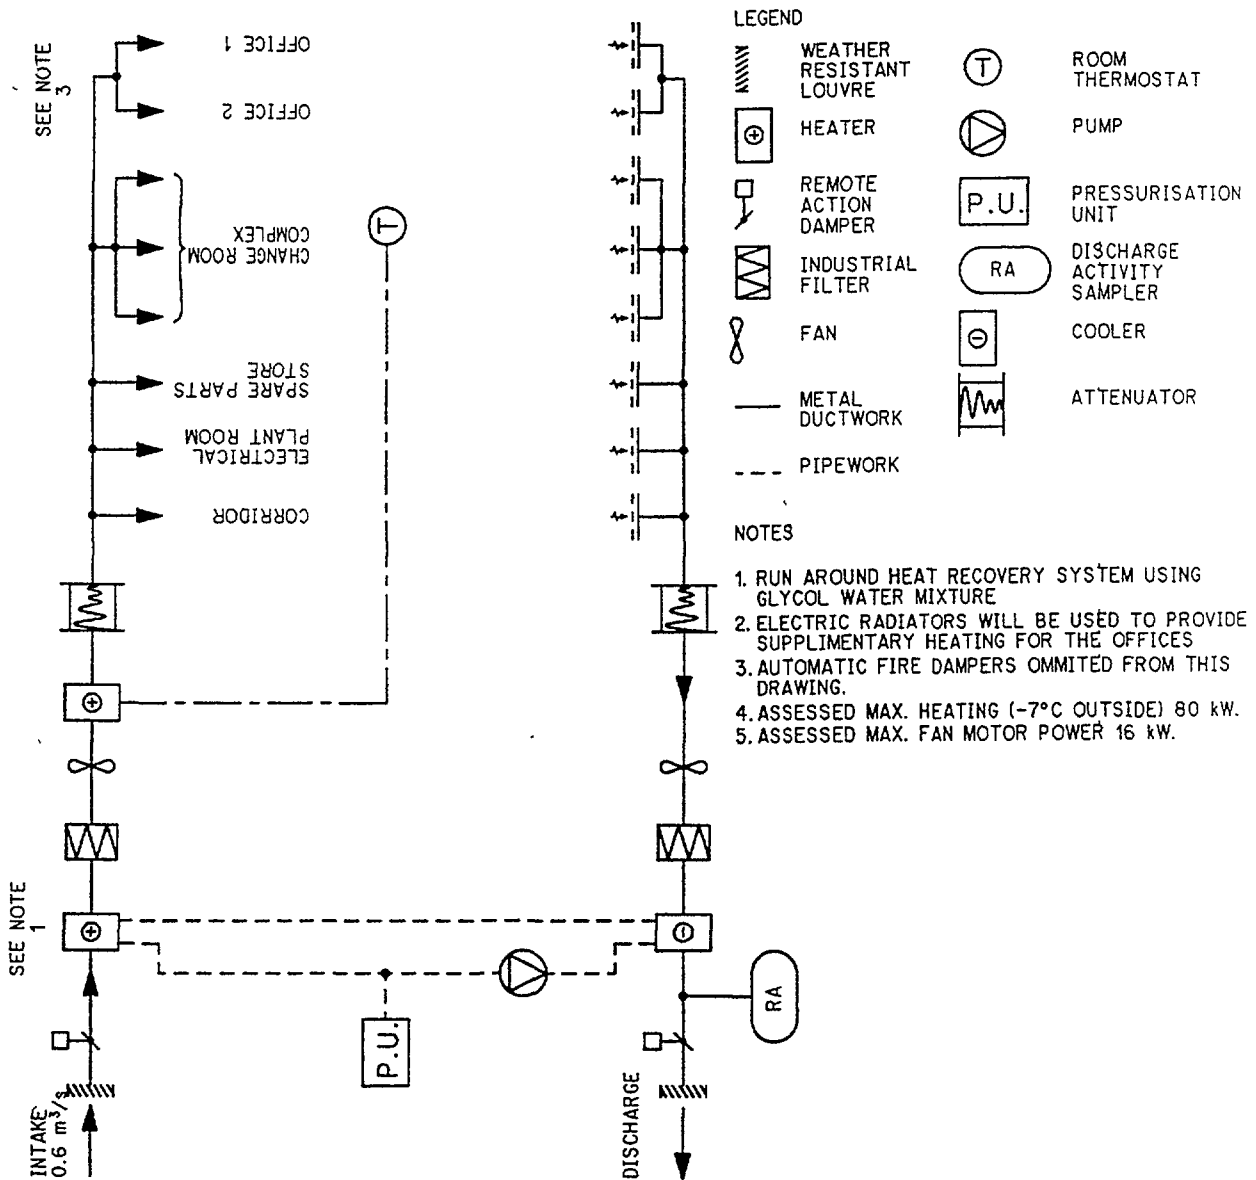 SEE NOTE
3
OFFICE 1
OFFICE 2
CHANGE ROOM
COMPLEX
T
SPARE PARTS
STORE
ELECTRICAL
PLANT ROOM
CORRIDOR
SEE NOTE
1
P.U.
RA
INTAKE
0.6 m³/s
DISCHARGE
LEGEND
WEATHER
RESISTANT
LOUVRE
HEATER
REMOTE
ACTION
DAMPER
INDUSTRIAL
FILTER
FAN
METAL
DUCTWORK
PIPEWORK
T
ROOM
THERMOSTAT
PUMP
P.U.
PRESSURISATION
UNIT
RA
DISCHARGE
ACTIVITY
SAMPLER
COOLER
ATTENUATOR
NOTES
1. RUN AROUND HEAT RECOVERY SYSTEM USING
GLYCOL WATER MIXTURE
2. ELECTRIC RADIATORS WILL BE USED TO PROVIDE
SUPPLIMENTARY HEATING FOR THE OFFICES
3. AUTOMATIC FIRE DAMPERS OMMITED FROM THIS
DRAWING.
4. ASSESSED MAX. HEATING (-7°C OUTSIDE) 80 kW.
5. ASSESSED MAX. FAN MOTOR POWER 16 kW.